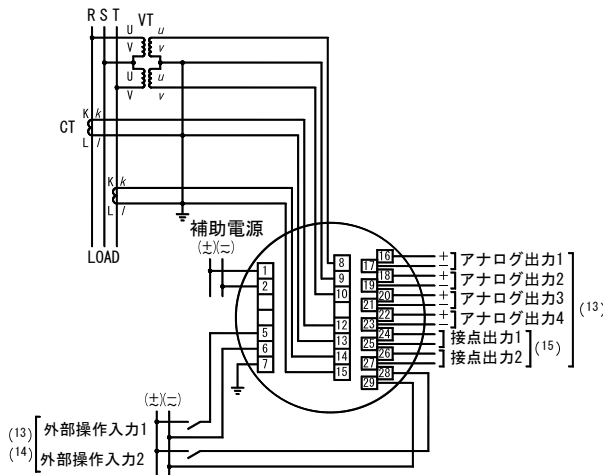 R S T
VT
U u
V v
U u
V v
K k
CT
L l
K k
L l
LOAD
補助電源
(±)(∓)
1
2
5
6
7
8
9
10
12
13
14
15
16
17
18
19
20
21
22
23
24
25
26
27
28
29
+
− アナログ出力1
+
− アナログ出力2
+
− アナログ出力3
+
− アナログ出力4
(13)
接点出力1
接点出力2
(15)
(±)(∓)
(13)
(14)
外部操作入力1
外部操作入力2